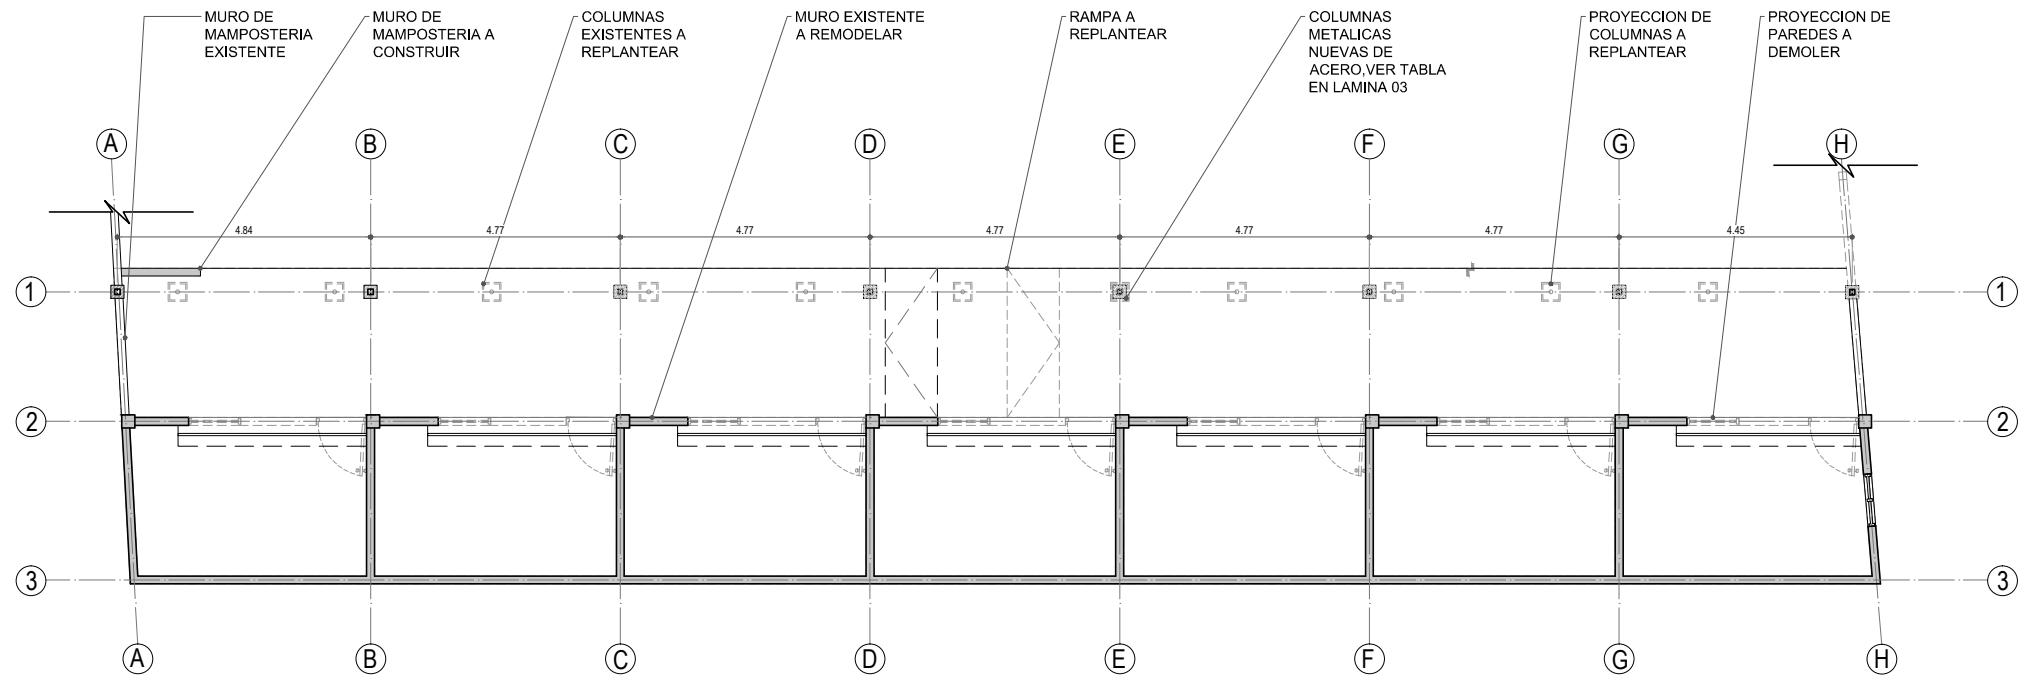 MURO DE
MAMPOSTERIA
EXISTENTE
MURO DE
MAMPOSTERIA A
CONSTRUIR
COLUMNAS
EXISTENTES A
REPLANTEAR
MURO EXISTENTE
A REMODELAR
RAMPA A
REPLANTEAR
COLUMNAS
METALICAS
NUEVAS DE
ACERO,VER TABLA
EN LAMINA 03
PROYECCION DE
COLUMNAS A
REPLANTEAR
PROYECCION DE
PAREDES A
DEMOLER
A B C D E F G H
4.84 4.77 4.77 4.77 4.77 4.77 4.45
1 1
2 2
3 3
A B C D E F G H